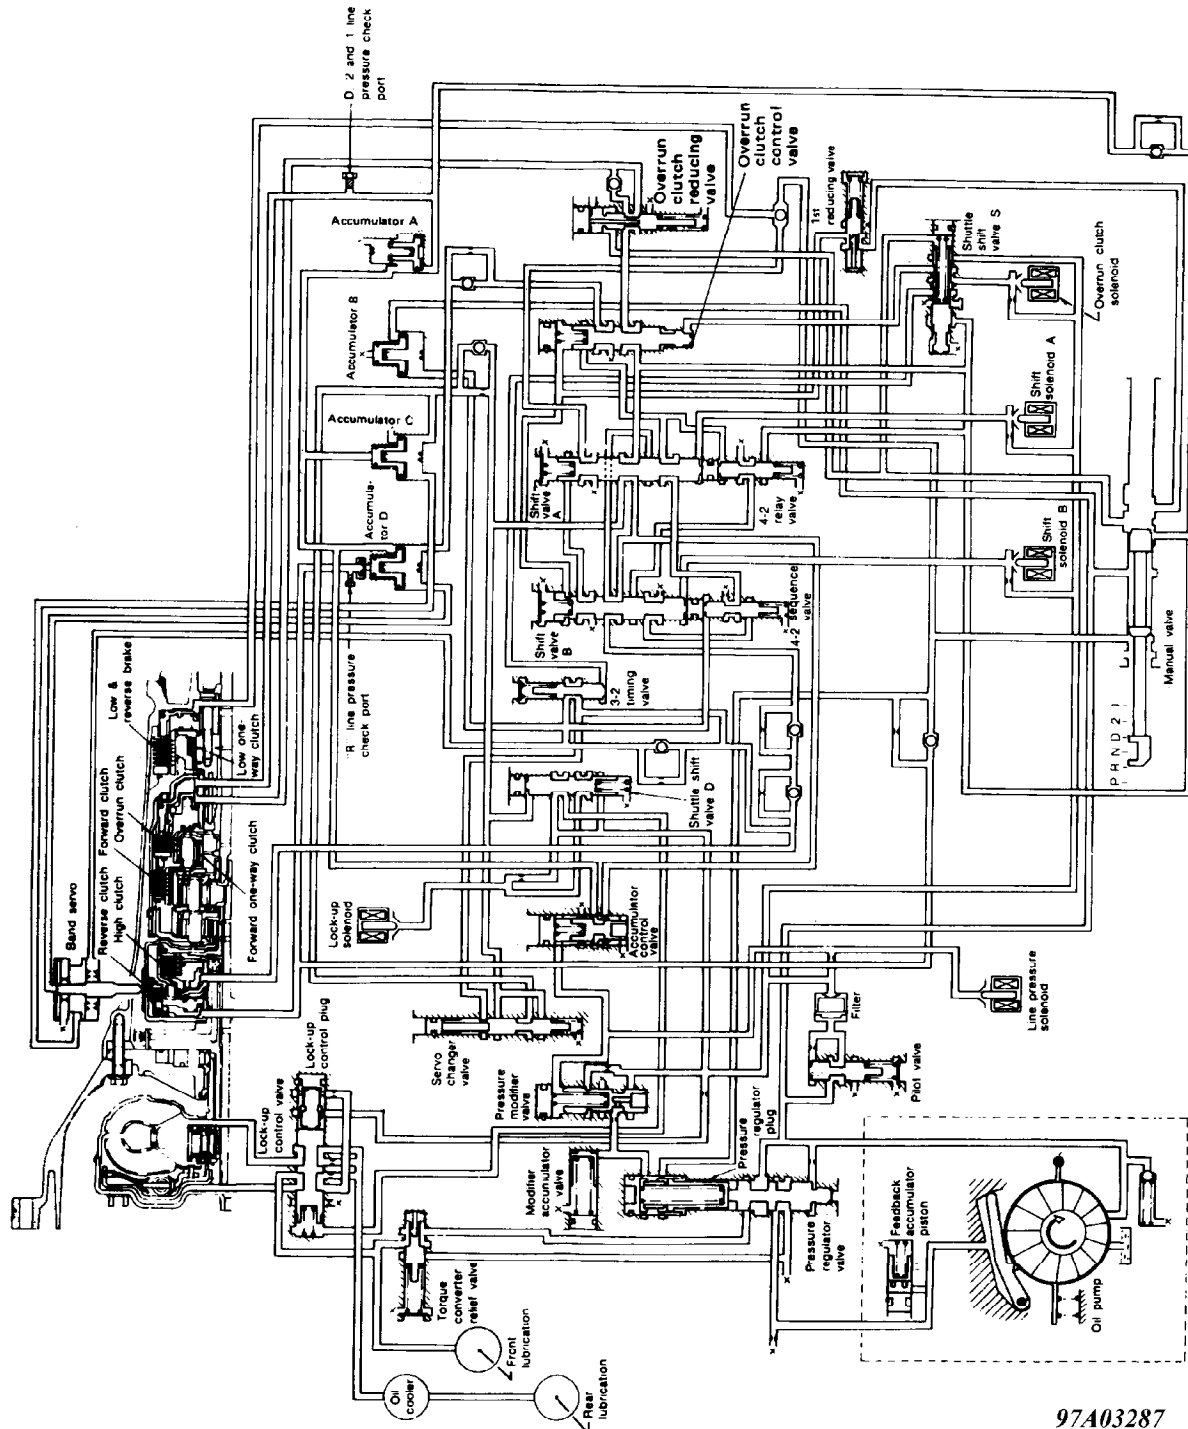 D 2 and 1 line
pressure check
port
Accumulator A
Accumulator B
Accumulator C
Accumula-
tor D
"R" line pressure
check port
Overrun
clutch
reducing
valve
Overrun
clutch
control
valve
1st
reducing valve
Shuttle
shift
valve S
Overrun clutch
solenoid
Shift
solenoid A
Shift
solenoid B
Shift
valve
A
4-2
relay
valve
Shift
valve
B
4-2 sequence
valve
3-2
timing
valve
Shuttle shift
valve D
Manual valve
P R N D 2 1
Low &
reverse brake
Low one-
way clutch
Forward clutch
Overrun clutch
Forward one-way clutch
Reverse clutch
High clutch
Band servo
Lock-up
solenoid
Accumulator
control
valve
Servo
changer
valve
Lock-up
control plug
Lock-up
control valve
Pressure
modifier
valve
Modifier
accumulator
valve
Pressure regulator
plug
Pressure
regulator
valve
Filter
Pilot valve
Line pressure
solenoid
Torque
converter
relief valve
Front
lubrication
Rear
lubrication
Oil
cooler
Feedback
accumulator
piston
Oil pump
97A03287